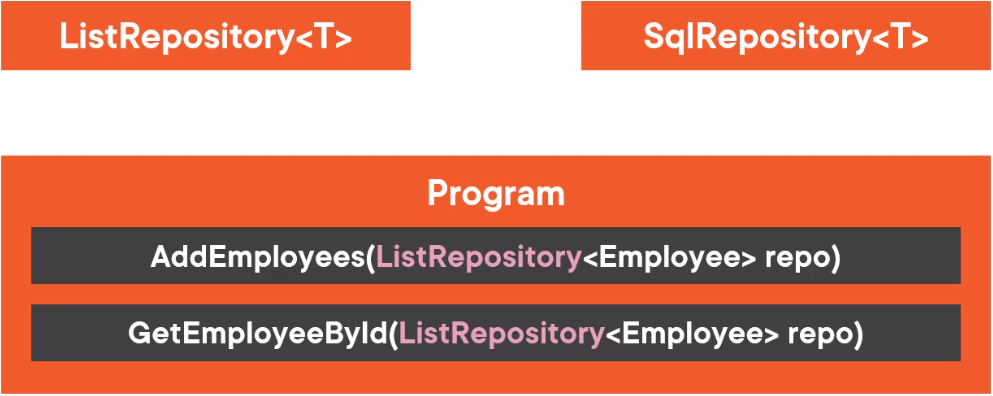 ListRepository<T>
SqlRepository<T>
Program
AddEmployees(ListRepository<Employee> repo)
GetEmployeeById(ListRepository<Employee> repo)